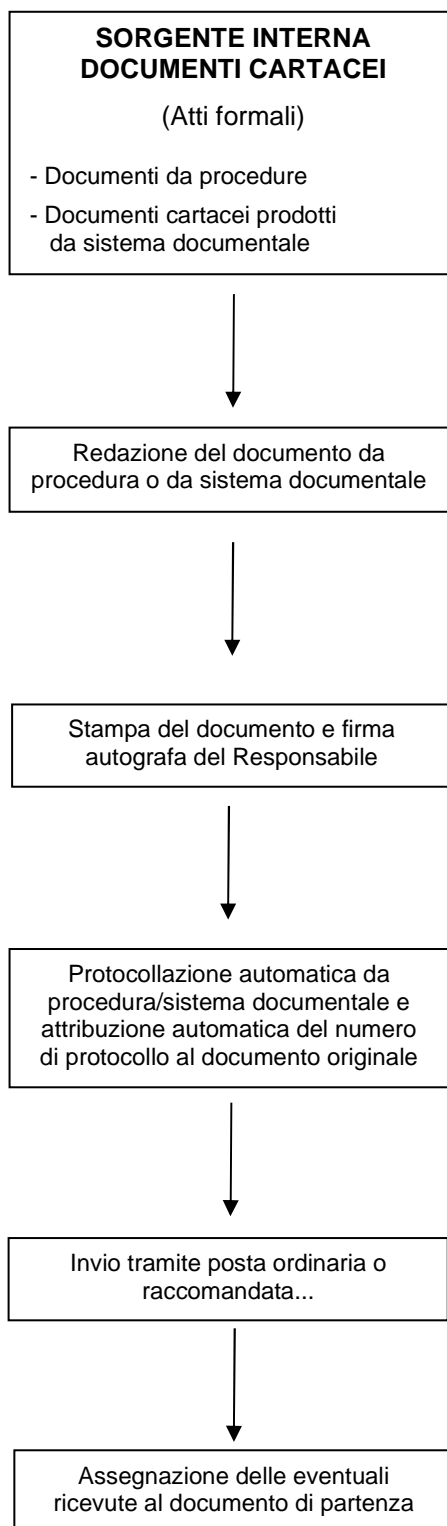 SORGENTE INTERNA
DOCUMENTI CARTACEI
(Atti formali)
- Documenti da procedure
- Documenti cartacei prodotti
da sistema documentale
Redazione del documento da
procedura o da sistema documentale
Stampa del documento e firma
autografa del Responsabile
Protocollazione automatica da
procedura/sistema documentale e
attribuzione automatica del numero
di protocollo al documento originale
Invio tramite posta ordinaria o
raccomandata...
Assegnazione delle eventuali
ricevute al documento di partenza